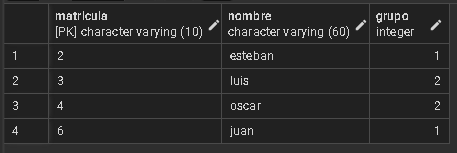 matricula nombre grupo
[PK] character varying (10) character varying (60) integer
1 2 esteban 1
2 3 luis 2
3 4 oscar 2
4 6 juan 1